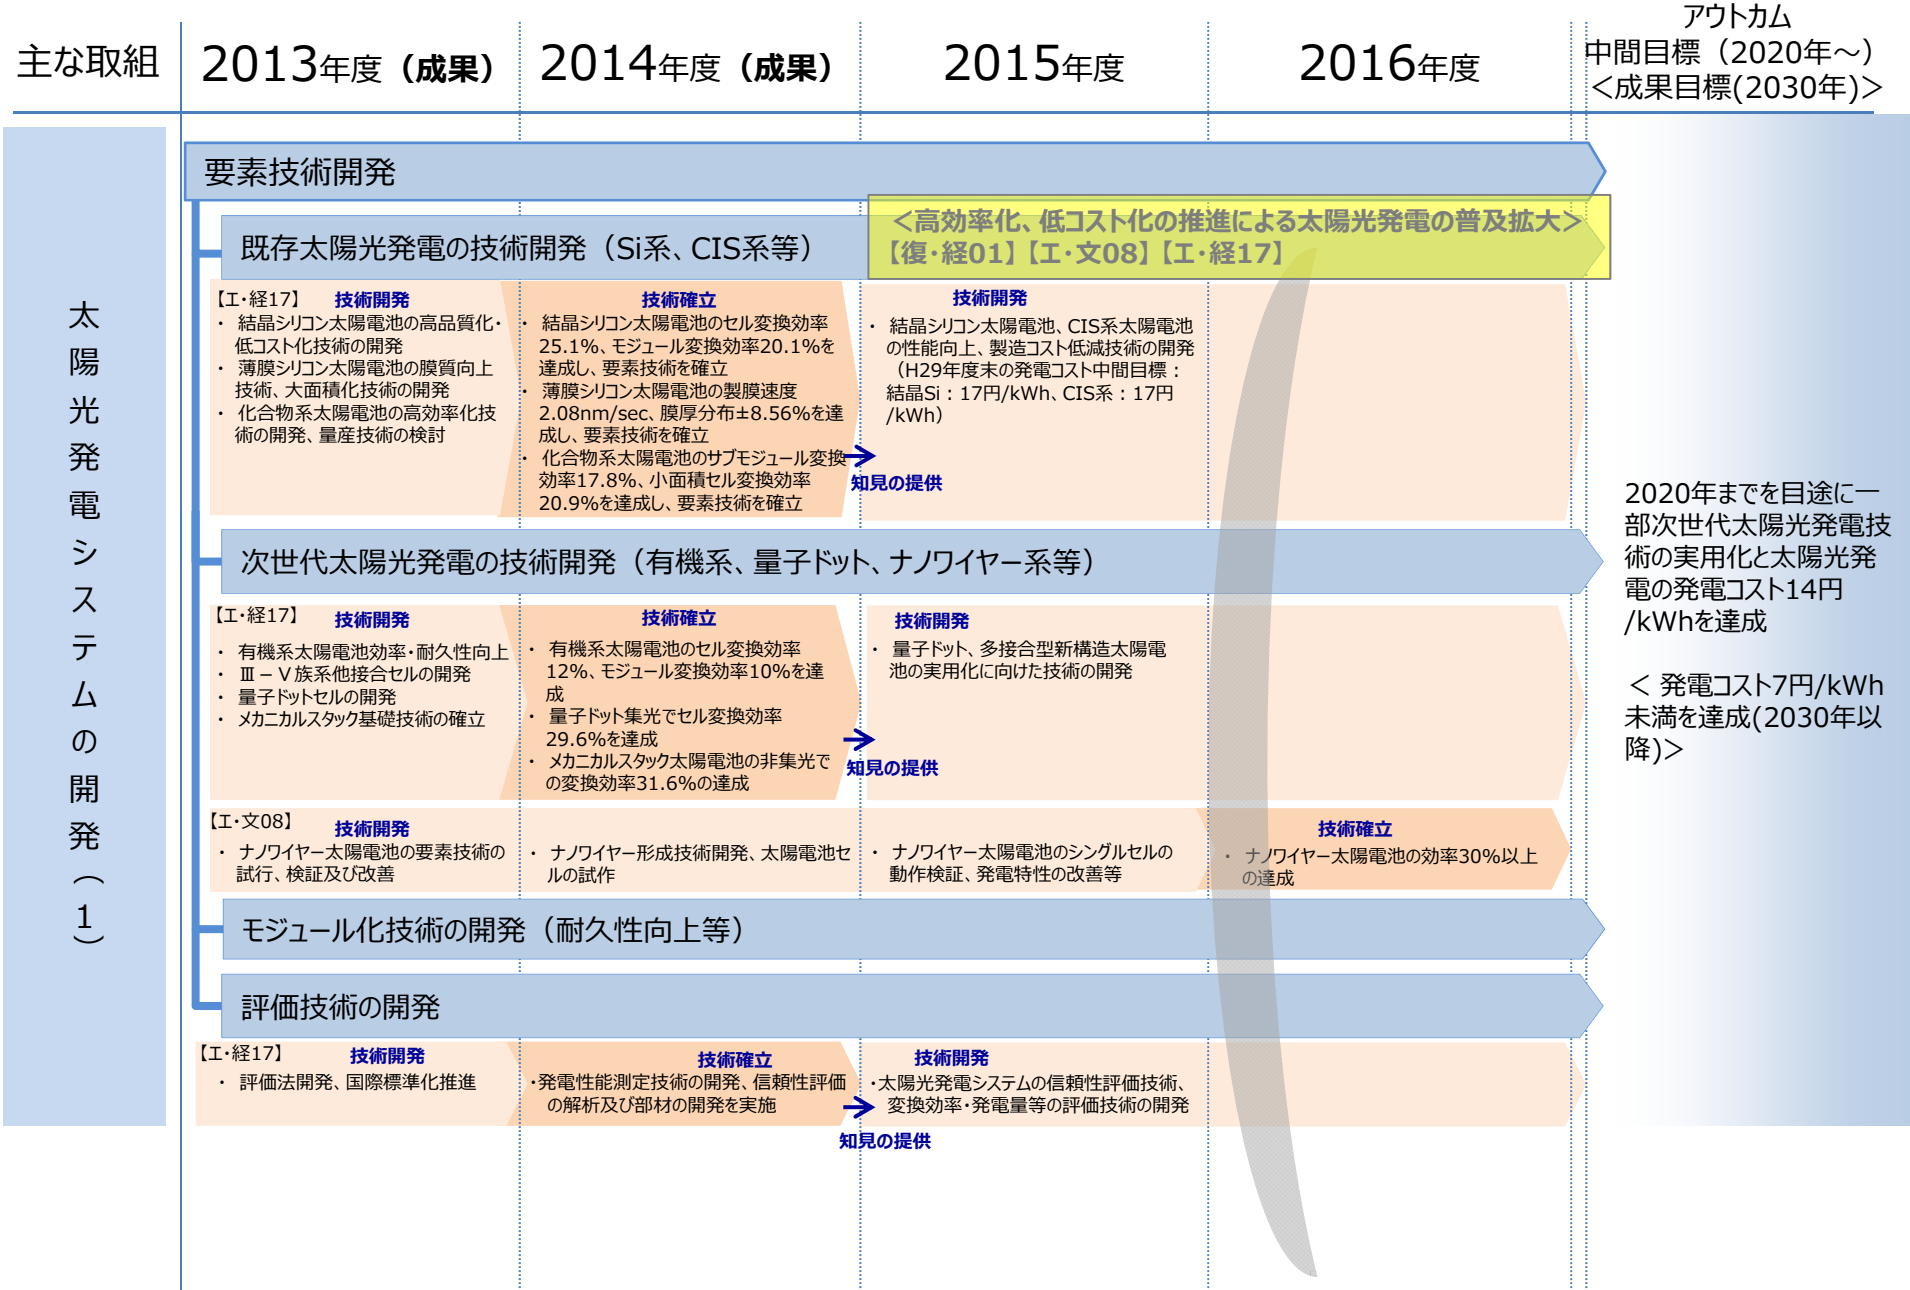 主な取組
2013年度（成果）
2014年度（成果）
2015年度
2016年度
アウトカム
中間目標（2020年～）
＜成果目標(2030年)＞
太陽光発電システムの開発（1）
要素技術開発
既存太陽光発電の技術開発（Si系、CIS系等）
＜高効率化、低コスト化の推進による太陽光発電の普及拡大＞
【復・経01】【エ・文08】【エ・経17】
【エ・経17】
技術開発
・ 結晶シリコン太陽電池の高品質化・
低コスト化技術の開発
・ 薄膜シリコン太陽電池の膜質向上
技術、大面積化技術の開発
・ 化合物系太陽電池の高効率化技
術の開発、量産技術の検討
技術確立
・ 結晶シリコン太陽電池のセル変換効率
25.1%、モジュール変換効率20.1%を
達成し、要素技術を確立
・ 薄膜シリコン太陽電池の製膜速度
2.08nm/sec、膜厚分布±8.56%を達
成し、要素技術を確立
・ 化合物系太陽電池のサブモジュール変換
効率17.8%、小面積セル変換効率
20.9%を達成し、要素技術を確立
知見の提供
技術開発
・ 結晶シリコン太陽電池、CIS系太陽電池
の性能向上、製造コスト低減技術の開発
（H29年度末の発電コスト中間目標：
結晶Si：17円/kWh、CIS系：17円
/kWh）
次世代太陽光発電の技術開発（有機系、量子ドット、ナノワイヤー系等）
【エ・経17】
技術開発
・ 有機系太陽電池効率・耐久性向上
・ Ⅲ－Ⅴ族系他接合セルの開発
・ 量子ドットセルの開発
・ メカニカルスタック基礎技術の確立
技術確立
・ 有機系太陽電池のセル変換効率
12%、モジュール変換効率10%を達
成
・ 量子ドット集光でセル変換効率
29.6%を達成
・ メカニカルスタック太陽電池の非集光で
の変換効率31.6%の達成
知見の提供
技術開発
・ 量子ドット、多接合型新構造太陽電
池の実用化に向けた技術の開発
【エ・文08】
技術開発
・ ナノワイヤー太陽電池の要素技術の
試行、検証及び改善
・ ナノワイヤー形成技術開発、太陽電池セ
ルの試作
・ ナノワイヤー太陽電池のシングルセルの
動作検証、発電特性の改善等
技術確立
・ ナノワイヤー太陽電池の効率30%以上
の達成
モジュール化技術の開発（耐久性向上等）
評価技術の開発
【エ・経17】
技術開発
・ 評価法開発、国際標準化推進
技術確立
・発電性能測定技術の開発、信頼性評価
の解析及び部材の開発を実施
知見の提供
技術開発
・太陽光発電システムの信頼性評価技術、
変換効率・発電量等の評価技術の開発
2020年までを目途に一
部次世代太陽光発電技
術の実用化と太陽光発
電の発電コスト14円
/kWhを達成
＜ 発電コスト7円/kWh
未満を達成(2030年以
降)＞